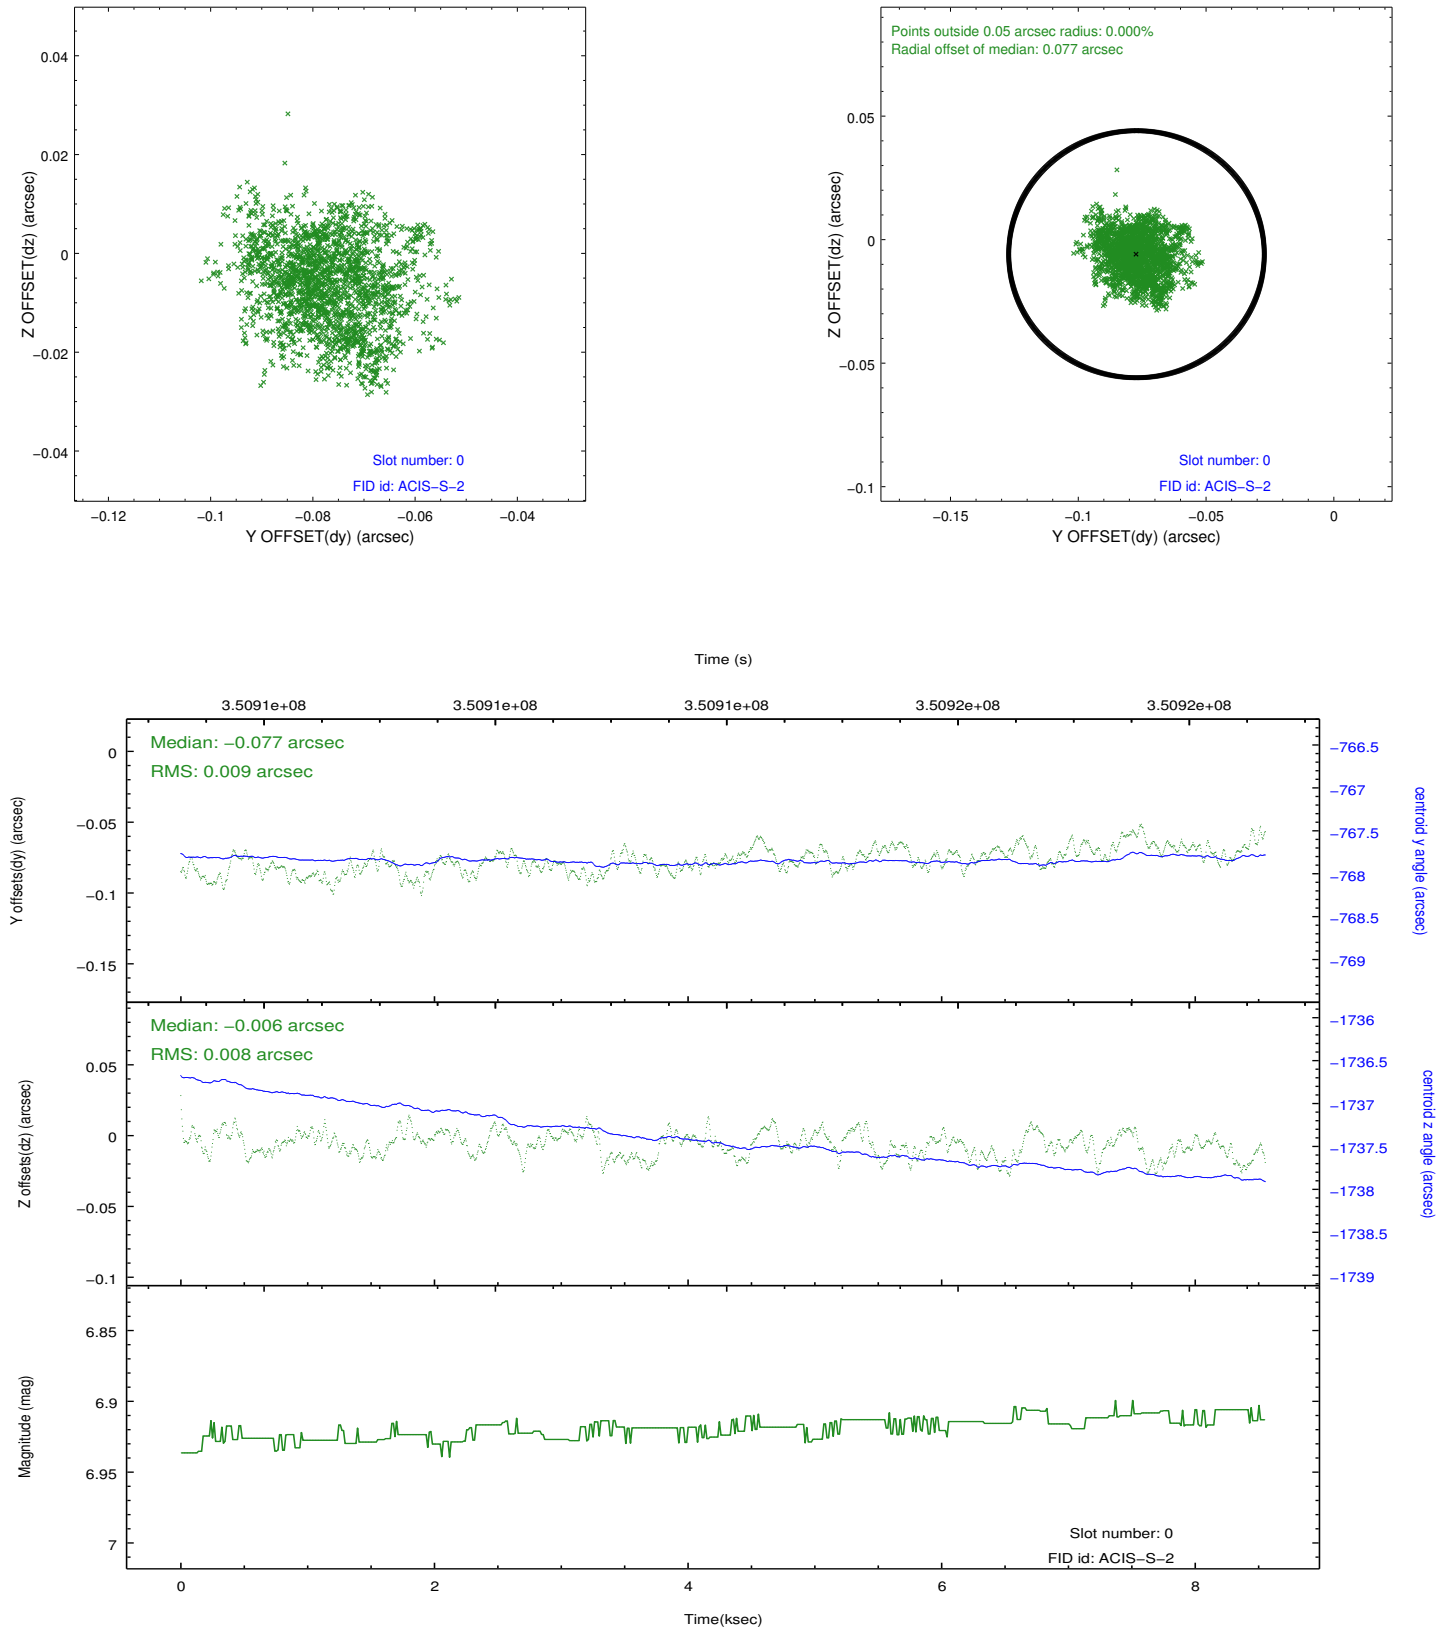 0.04
0.02
0
−0.02
−0.04
Z OFFSET(dz) (arcsec)
−0.12
−0.1
−0.08
−0.06
−0.04
Y OFFSET(dy) (arcsec)
Slot number: 0
FID id: ACIS−S−2
Points outside 0.05 arcsec radius: 0.000%
Radial offset of median: 0.077 arcsec
0.05
0
−0.05
−0.1
Z OFFSET(dz) (arcsec)
−0.15
−0.1
−0.05
0
Y OFFSET(dy) (arcsec)
Slot number: 0
FID id: ACIS−S−2
Time (s)
3.5091e+08
3.5091e+08
3.5091e+08
3.5092e+08
3.5092e+08
Median: −0.077 arcsec
RMS: 0.009 arcsec
0
−0.05
−0.1
−0.15
Y offsets(dy) (arcsec)
−766.5
−767
−767.5
−768
−768.5
−769
centroid y angle (arcsec)
Median: −0.006 arcsec
RMS: 0.008 arcsec
0.05
0
−0.05
−0.1
Z offsets(dz) (arcsec)
−1736
−1736.5
−1737
−1737.5
−1738
−1738.5
−1739
centroid z angle (arcsec)
6.85
6.9
6.95
7
Magnitude (mag)
Slot number: 0
FID id: ACIS−S−2
0
2
4
6
8
Time(ksec)